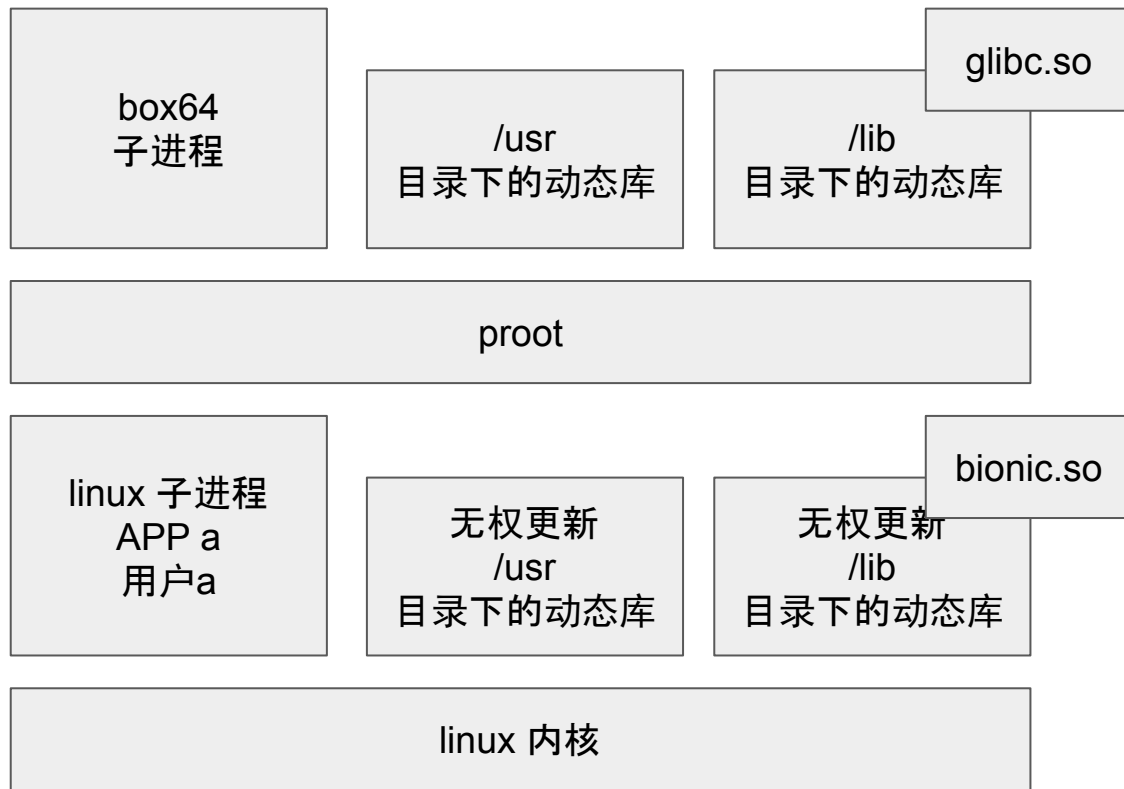 box64
子进程
/usr
目录下的动态库
/lib
目录下的动态库
glibc.so
proot
linux 子进程
APP a
用户a
无权更新
/usr
目录下的动态库
无权更新
/lib
目录下的动态库
bionic.so
linux 内核